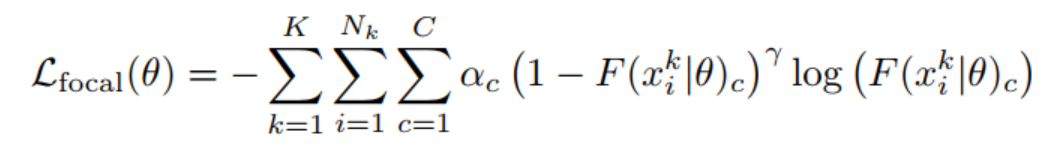 $\mathcal{L}_{\text{focal}}(\theta) = -\sum_{k=1}^{K} \sum_{i=1}^{N_k} \sum_{c=1}^{C} \alpha_c \left(1 - F(x_i^k|\theta)_c\right)^{\gamma} \log \left(F(x_i^k|\theta)_c\right)$